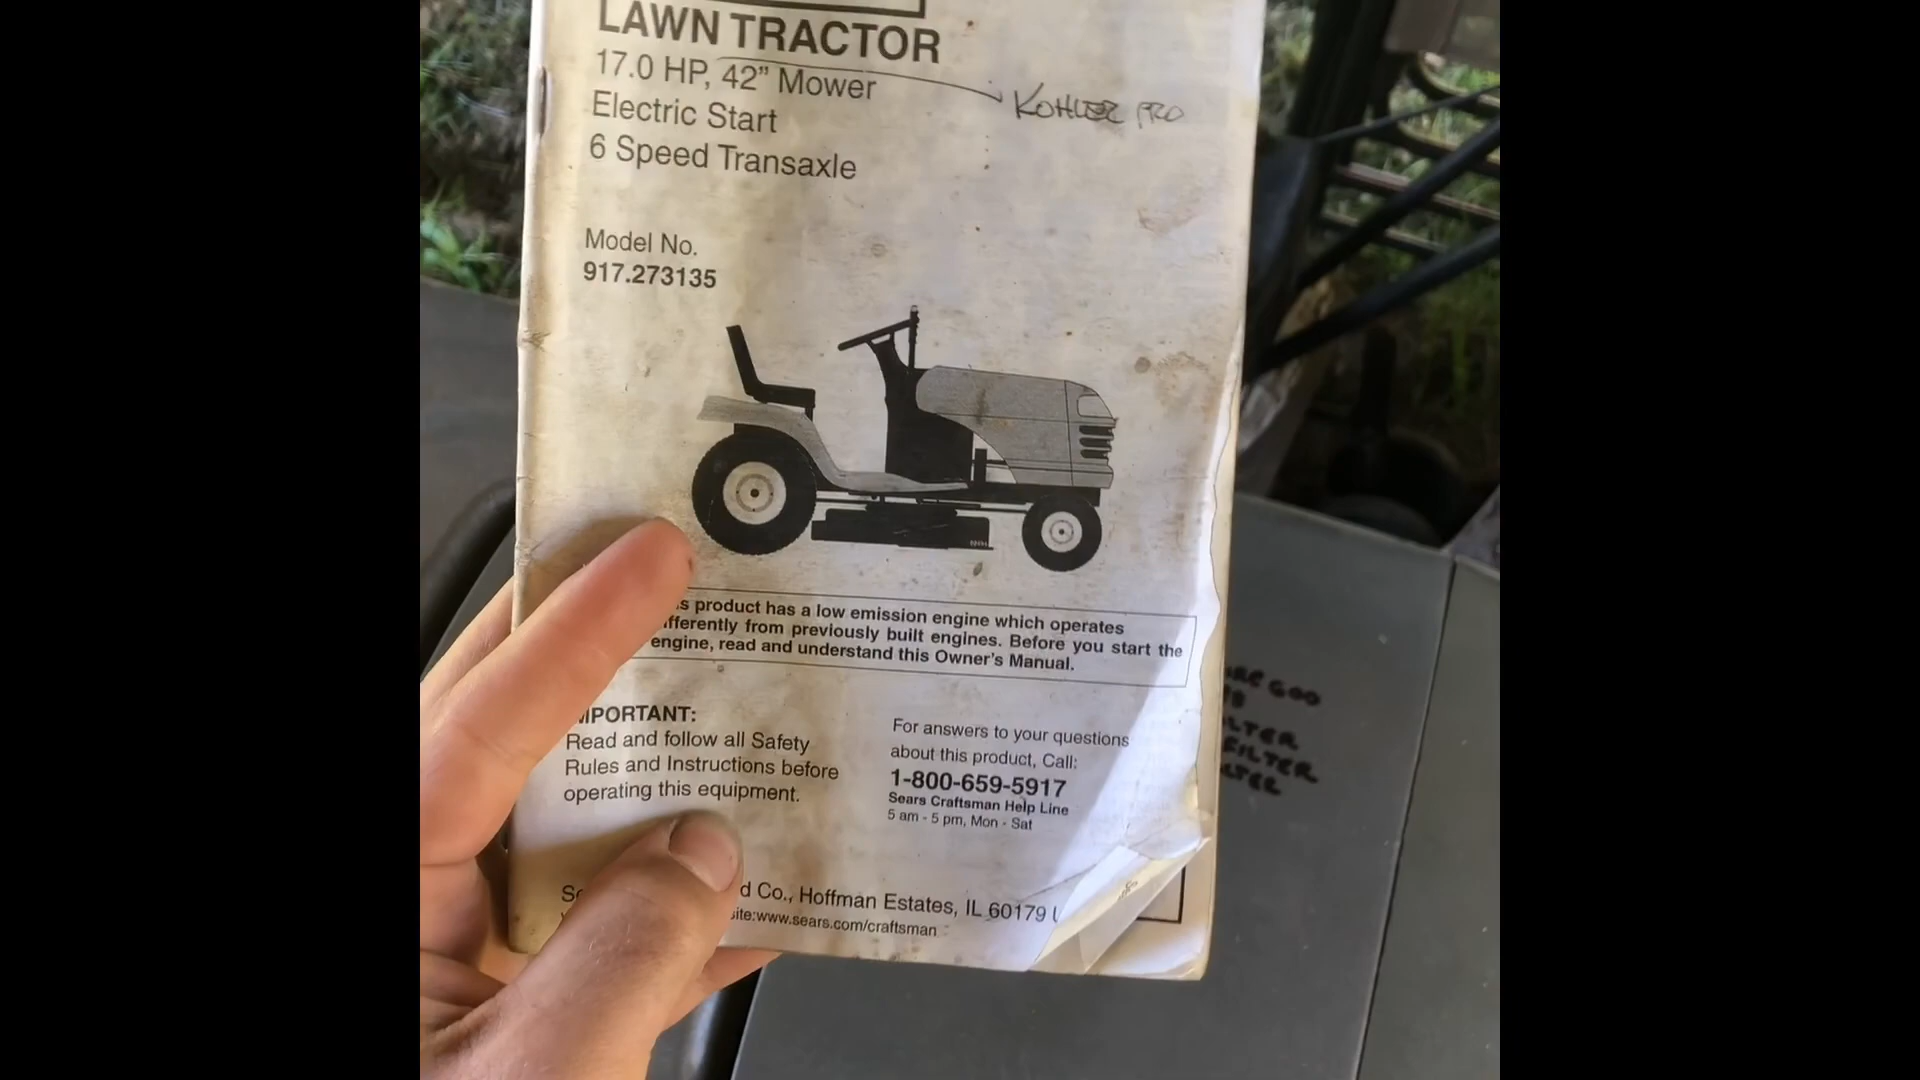 LAWN TRACTOR
17.0 HP, 42" Mower
KOHLER PRO
Electric Start
6 Speed Transaxle
Model No.
917.273135
product has a low emission engine which operates
from previously built engines. Before you start the
engine, read and understand this Owner's Manual.
IMPORTANT:
Read and follow all Safety
Rules and Instructions before
operating this equipment.
For answers to your questions
about this product, Call:
1-800-659-5917
Sears Craftsman Help Line
5 am - 5 pm, Mon - Sat
Co., Hoffman Estates, IL 60179
www.sears.com/craftsman
GOO
FILTER